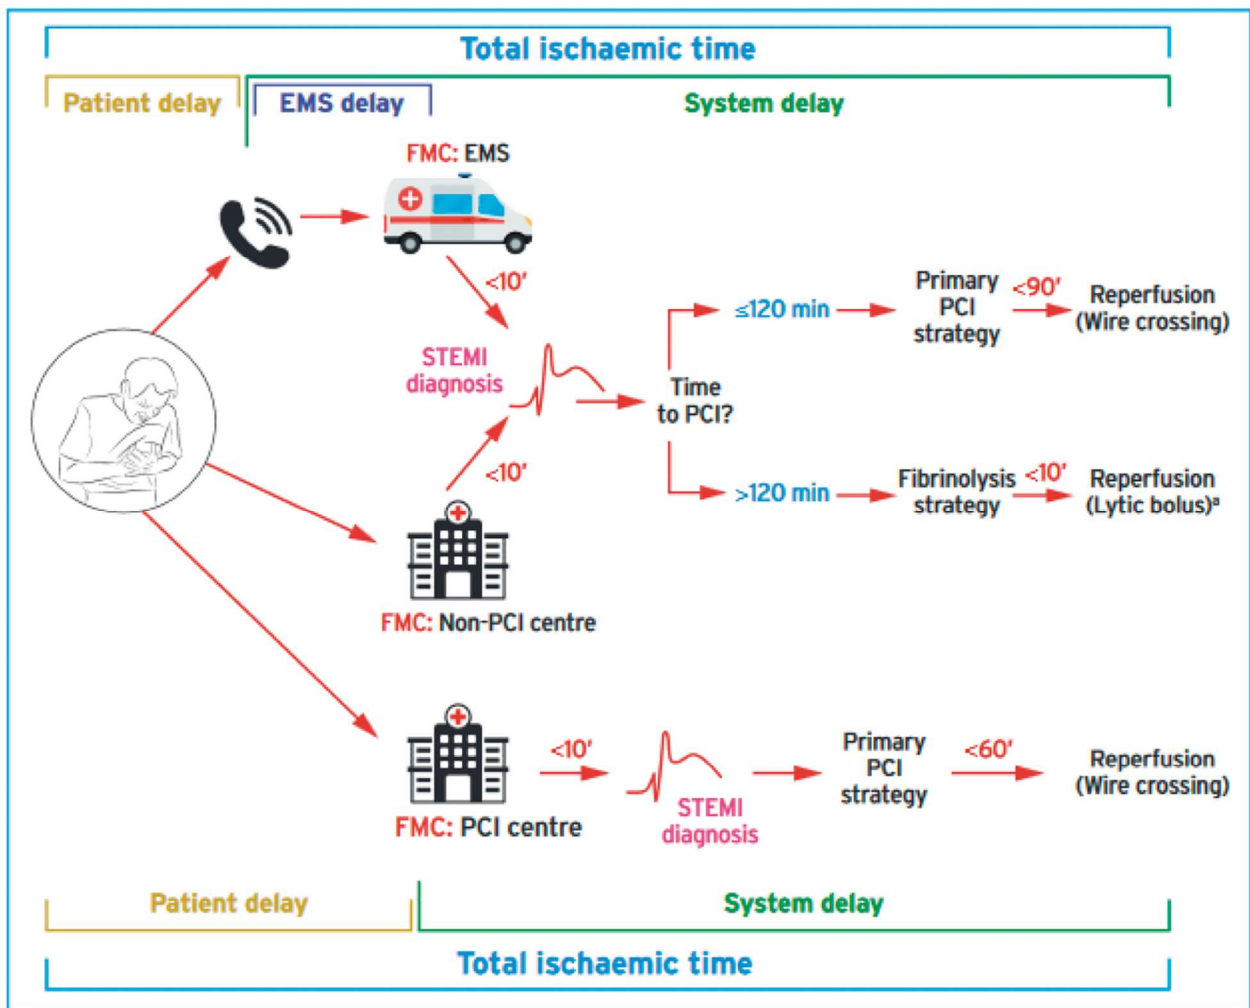 Total ischaemic time
Patient delay
EMS delay
System delay
FMC: EMS
<10'
STEMI
diagnosis
<10'
Time
to PCI?
≤120 min
Primary
PCI
strategy
<90'
Reperfusion
(Wire crossing)
>120 min
Fibrinolysis
strategy
<10'
Reperfusion
(Lytic bolus)ª
FMC: Non-PCI centre
FMC: PCI centre
<10'
STEMI
diagnosis
Primary
PCI
strategy
<60'
Reperfusion
(Wire crossing)
Patient delay
System delay
Total ischaemic time